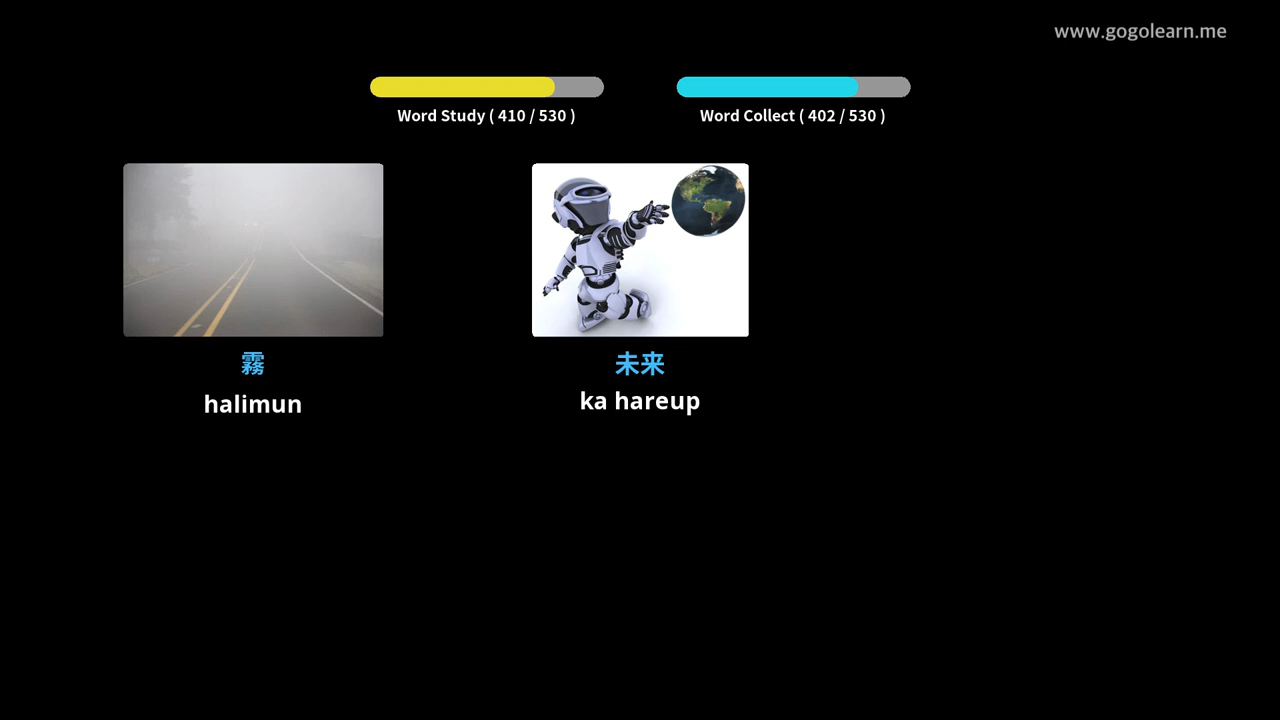 www.gogolearn.me
Word Study ( 410 / 530 )
Word Collect ( 402 / 530 )
霧
halimun
未来
ka hareup